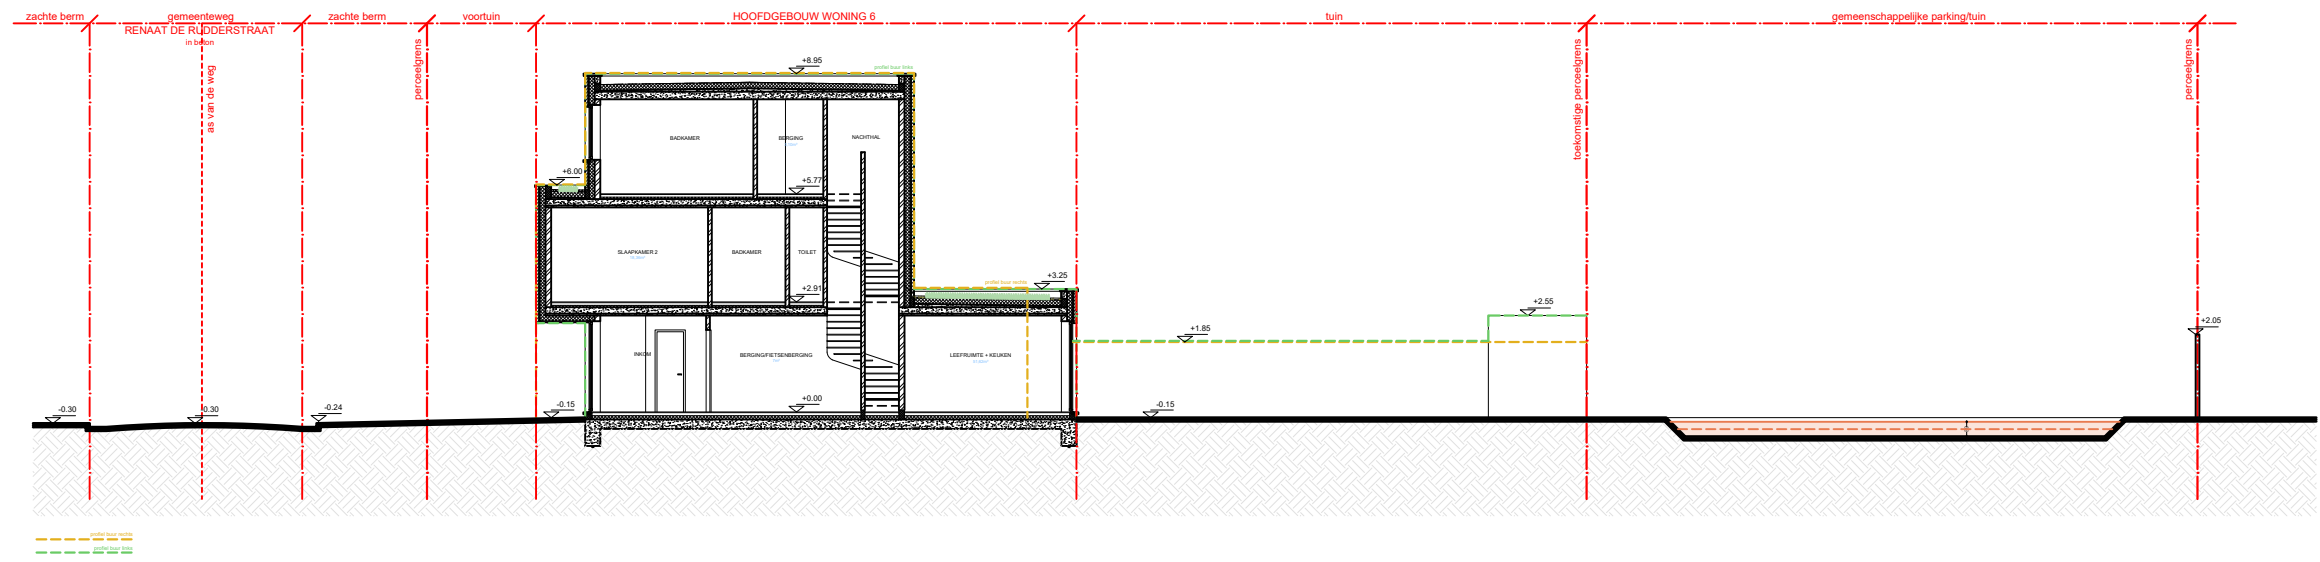 zachte berm
gemeenteweg
zachte berm
voortuin
HOOFDGEBOUW WONING 6
tuin
gemeenschappelijke parking/tuin
RENAAT DE RUDDERSTRAAT
in beton
as van de weg
perceelgrens
toekomstige perceelgrens
perceelgrens
+8.95
profiel buur links
BADKAMER
BERGING
NACHTHAL
+6.00
+5.77
SLAAPKAMER 2
BADKAMER
TOILET
+2.91
profiel buur rechts
+3.25
+2.55
+1.85
+2.05
INKOM
BERGING/FIETSENBERGING
LEEFRUIMTE + KEUKEN
-0.30
-0.30
-0.24
-0.15
+0.00
-0.15
profiel buur rechts
profiel buur links